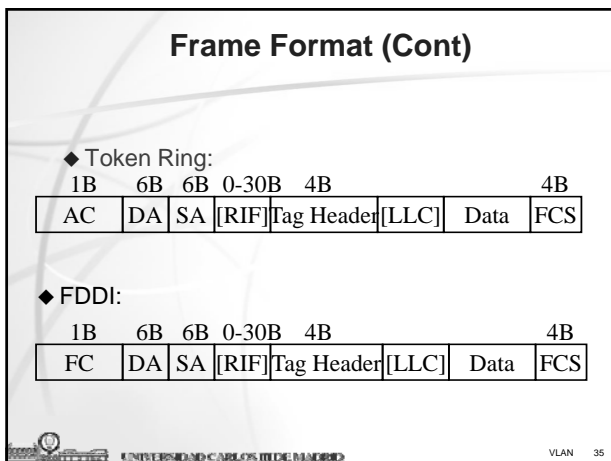 Frame Format (Cont)
◆ Token Ring:
1B 6B 6B 0-30B 4B 4B
AC DA SA [RIF] Tag Header [LLC] Data FCS
◆ FDDI:
1B 6B 6B 0-30B 4B 4B
FC DA SA [RIF] Tag Header [LLC] Data FCS
UNIVERSIDAD CARLOS III DE MADRID
VLAN 35